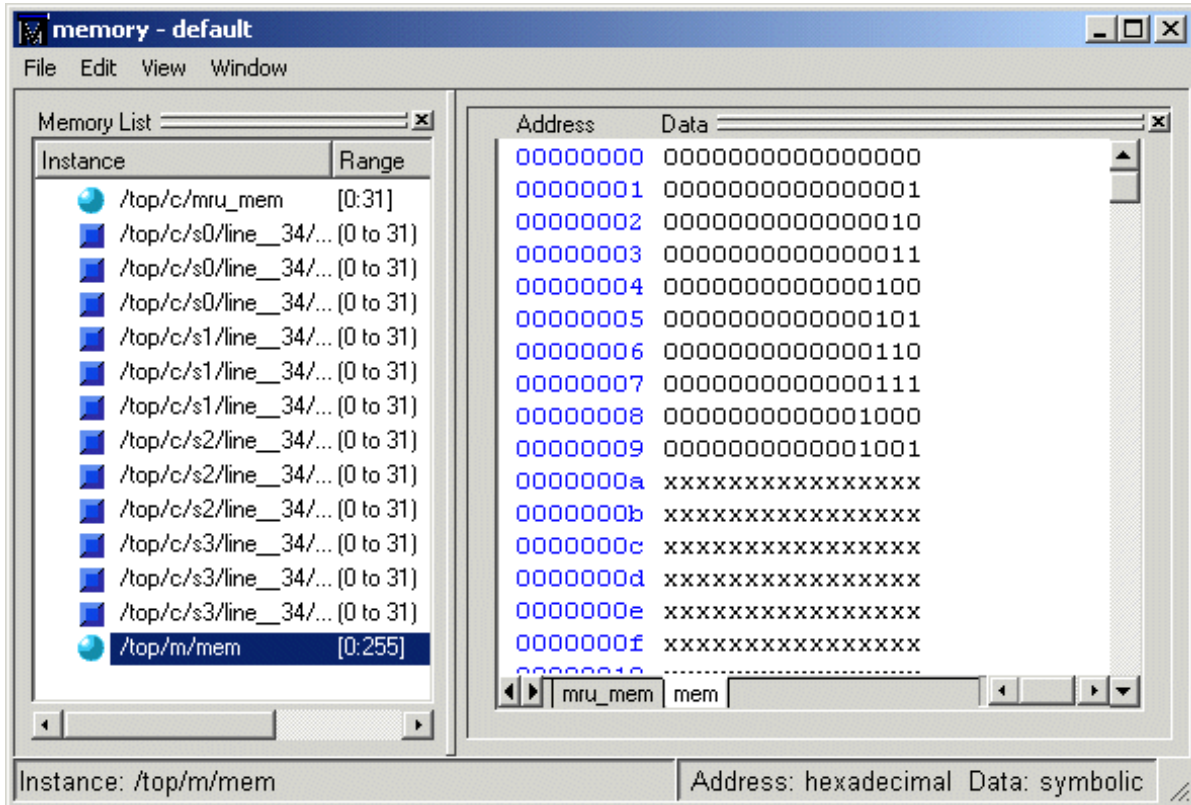 memory - default
File Edit View Window
Memory List
Instance Range
/top/c/mru_mem [0:31]
/top/c/s0/line__34/... (0 to 31)
/top/c/s0/line__34/... (0 to 31)
/top/c/s0/line__34/... (0 to 31)
/top/c/s1/line__34/... (0 to 31)
/top/c/s1/line__34/... (0 to 31)
/top/c/s1/line__34/... (0 to 31)
/top/c/s2/line__34/... (0 to 31)
/top/c/s2/line__34/... (0 to 31)
/top/c/s2/line__34/... (0 to 31)
/top/c/s3/line__34/... (0 to 31)
/top/c/s3/line__34/... (0 to 31)
/top/c/s3/line__34/... (0 to 31)
/top/m/mem [0:255]
Address Data
00000000 0000000000000000
00000001 0000000000000001
00000002 0000000000000010
00000003 0000000000000011
00000004 0000000000000100
00000005 0000000000000101
00000006 0000000000000110
00000007 0000000000000111
00000008 0000000000001000
00000009 0000000000001001
0000000a xxxxxxxxxxxxxxxx
0000000b xxxxxxxxxxxxxxxx
0000000c xxxxxxxxxxxxxxxx
0000000d xxxxxxxxxxxxxxxx
0000000e xxxxxxxxxxxxxxxx
0000000f xxxxxxxxxxxxxxxx
mru_mem mem
Instance: /top/m/mem
Address: hexadecimal Data: symbolic